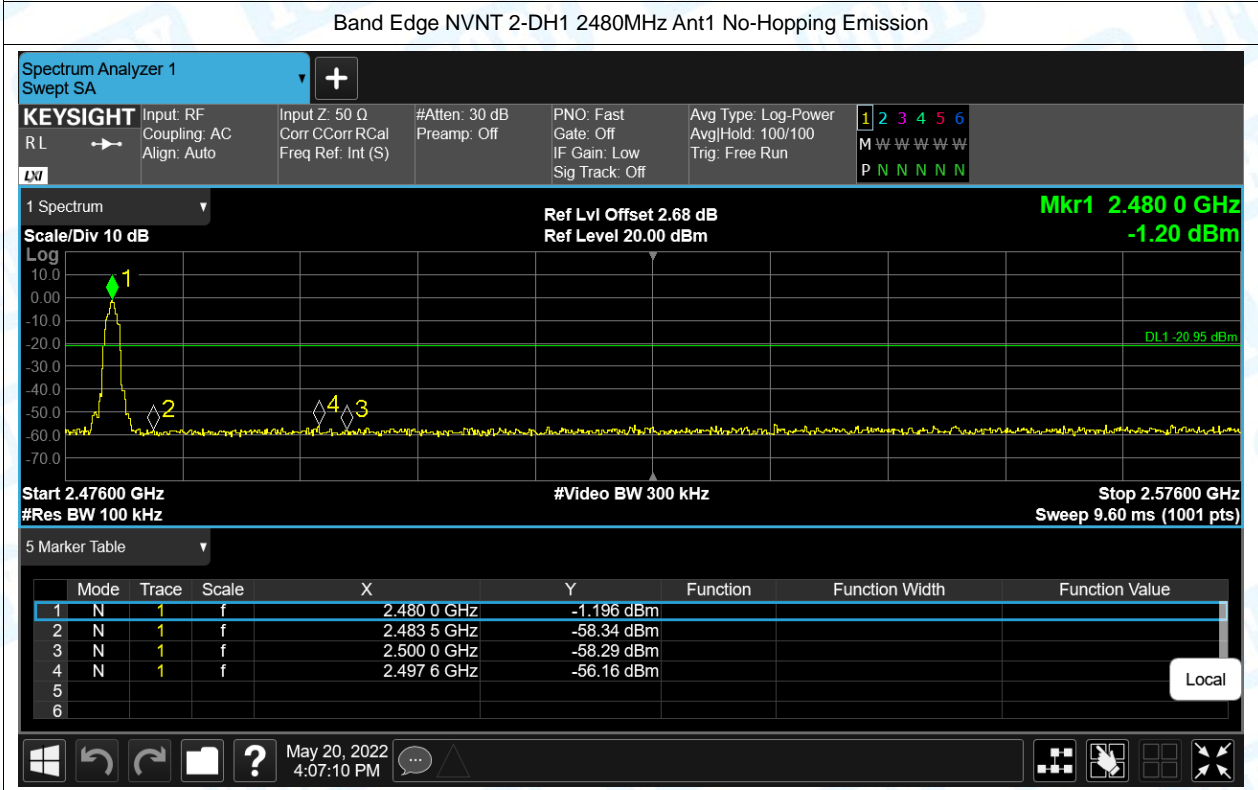 Band Edge NVNT 2-DH1 2480MHz Ant1 No-Hopping Emission
Spectrum Analyzer 1
Swept SA
KEYSIGHT
RL
LXI
Input: RF
Coupling: AC
Align: Auto
Input Z: 50 Ω
Corr CCorr RCal
Freq Ref: Int (S)
#Atten: 30 dB
Preamp: Off
PNO: Fast
Gate: Off
IF Gain: Low
Sig Track: Off
Avg Type: Log-Power
Avg|Hold: 100/100
Trig: Free Run
1 2 3 4 5 6
M W W W W W
P N N N N N
1 Spectrum
Scale/Div 10 dB
Ref Lvl Offset 2.68 dB
Ref Level 20.00 dBm
Mkr1 2.480 0 GHz
-1.20 dBm
Log
10.0
0.00
-10.0
-20.0
-30.0
-40.0
-50.0
-60.0
-70.0
1
2
4
3
DL1 -20.95 dBm
Start 2.47600 GHz
#Video BW 300 kHz
Stop 2.57600 GHz
#Res BW 100 kHz
Sweep 9.60 ms (1001 pts)
5 Marker Table
Mode Trace Scale X Y Function Function Width Function Value
1 N 1 f 2.480 0 GHz -1.196 dBm
2 N 1 f 2.483 5 GHz -58.34 dBm
3 N 1 f 2.500 0 GHz -58.29 dBm
4 N 1 f 2.497 6 GHz -56.16 dBm
5
6
Local
?
May 20, 2022
4:07:10 PM